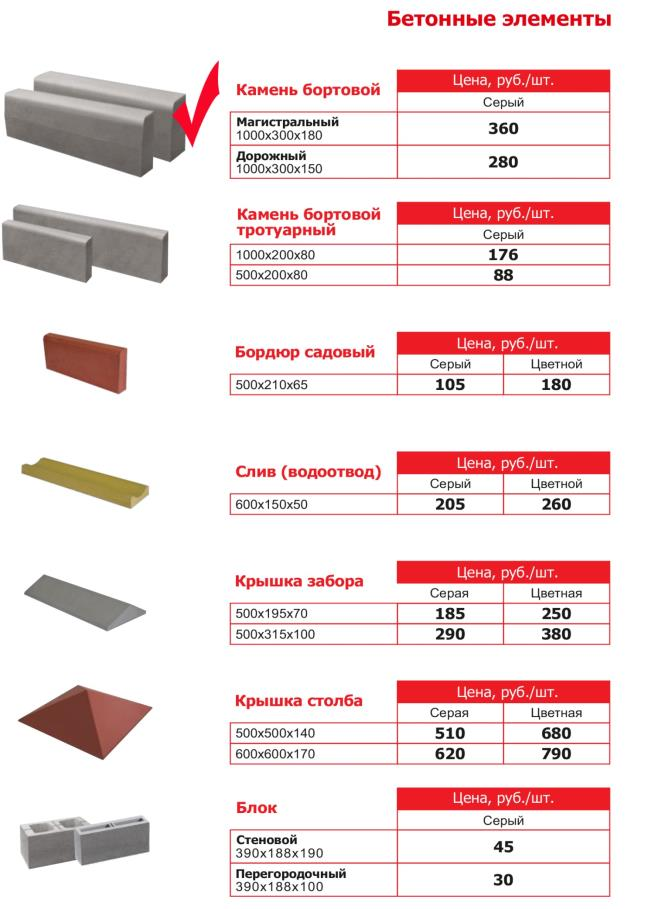 Бетонные элементы
Камень бортовой
Цена, руб./шт.
Серый
Магистральный
1000x300x180
360
Дорожный
1000x300x150
280
Камень бортовой
тротуарный
Цена, руб./шт.
Серый
1000x200x80 176
500x200x80 88
Бордюр садовый
Цена, руб./шт.
Серый Цветной
500x210x65 105 180
Слив (водоотвод)
Цена, руб./шт.
Серый Цветной
600x150x50 205 260
Крышка забора
Цена, руб./шт.
Серая Цветная
500x195x70 185 250
500x315x100 290 380
Крышка столба
Цена, руб./шт.
Серая Цветная
500x500x140 510 680
600x600x170 620 790
Блок
Цена, руб./шт.
Серый
Стеновой
390x188x190
45
Перегородочный
390x188x100
30